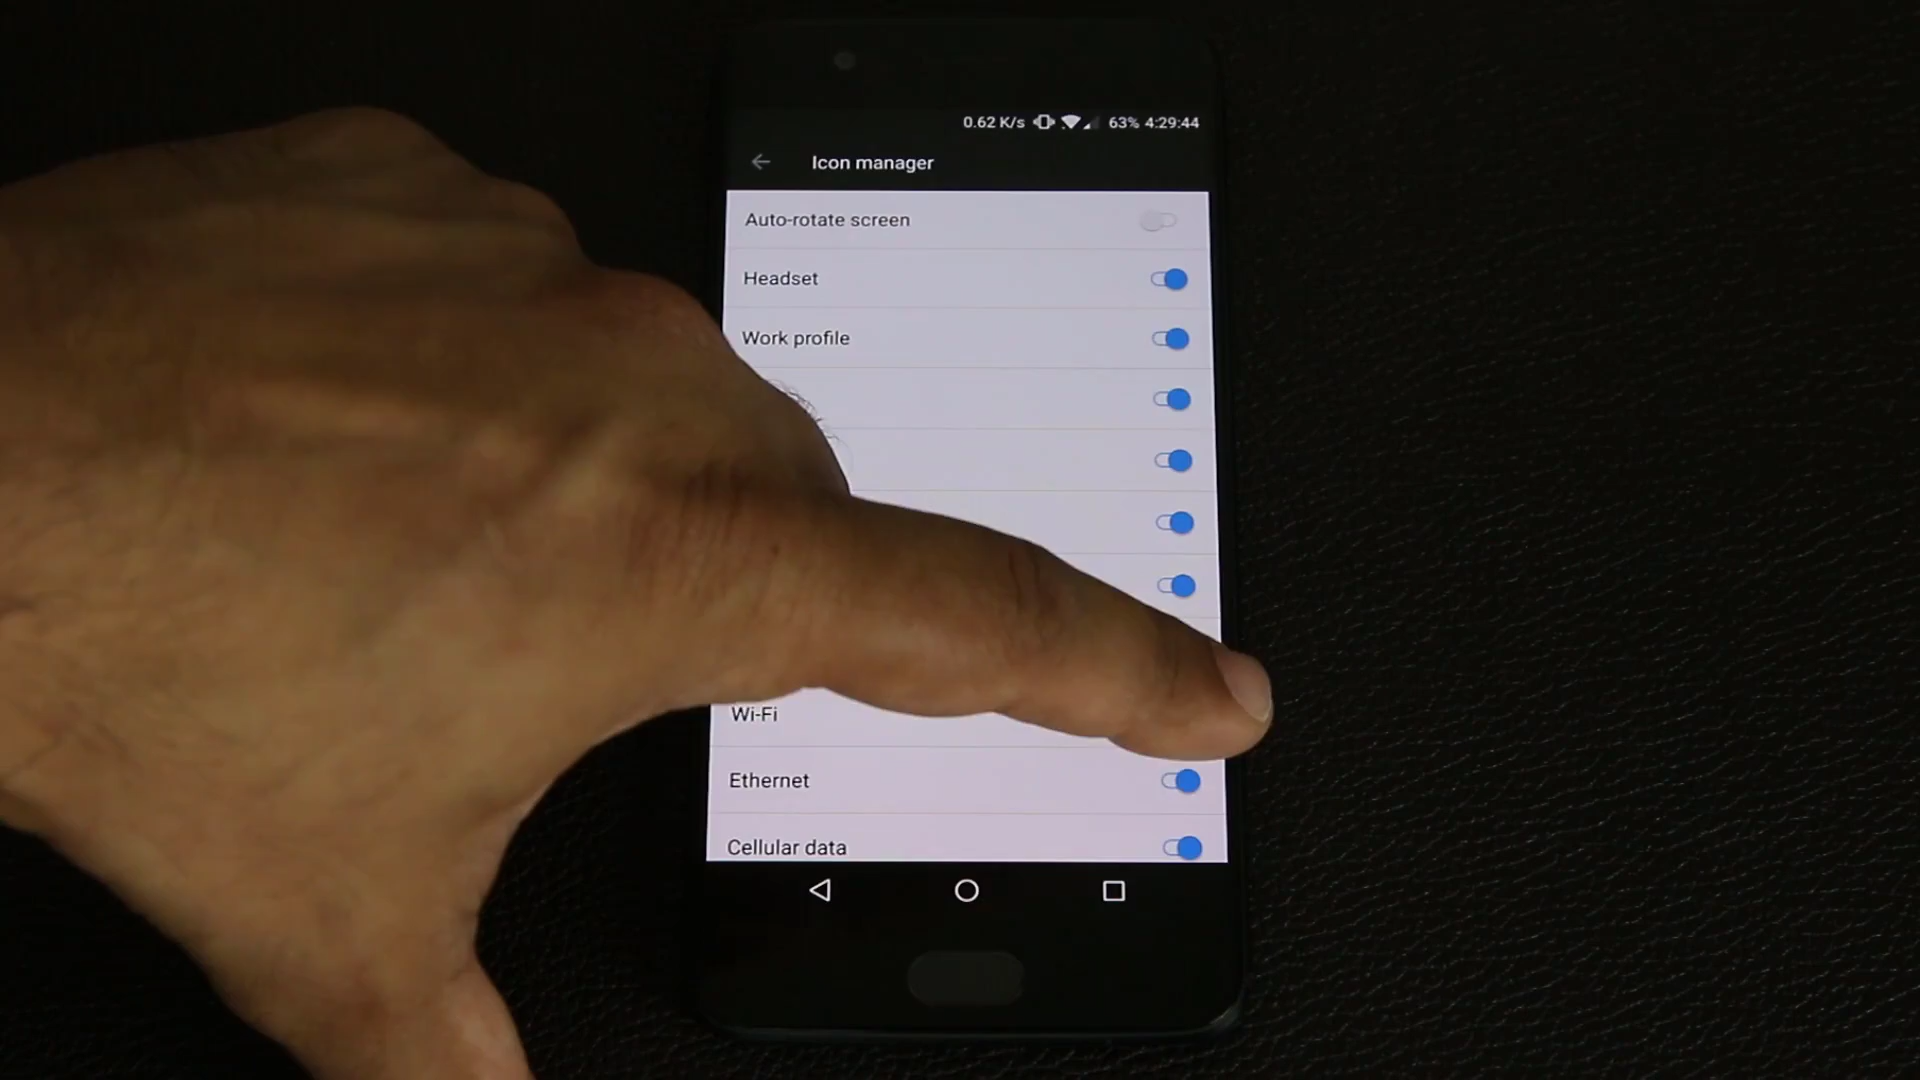 0.62 K/s 63% 4:29:44
Icon manager
Auto-rotate screen
Headset
Work profile
Wi-Fi
Ethernet
Cellular data